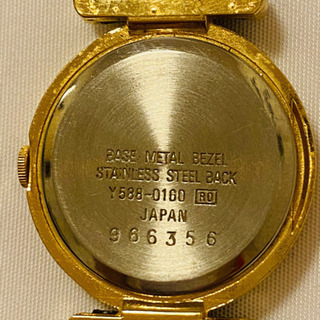 BASE METAL BEZEL
STAINLESS STEEL BACK
Y588-0160 RO
JAPAN
966356